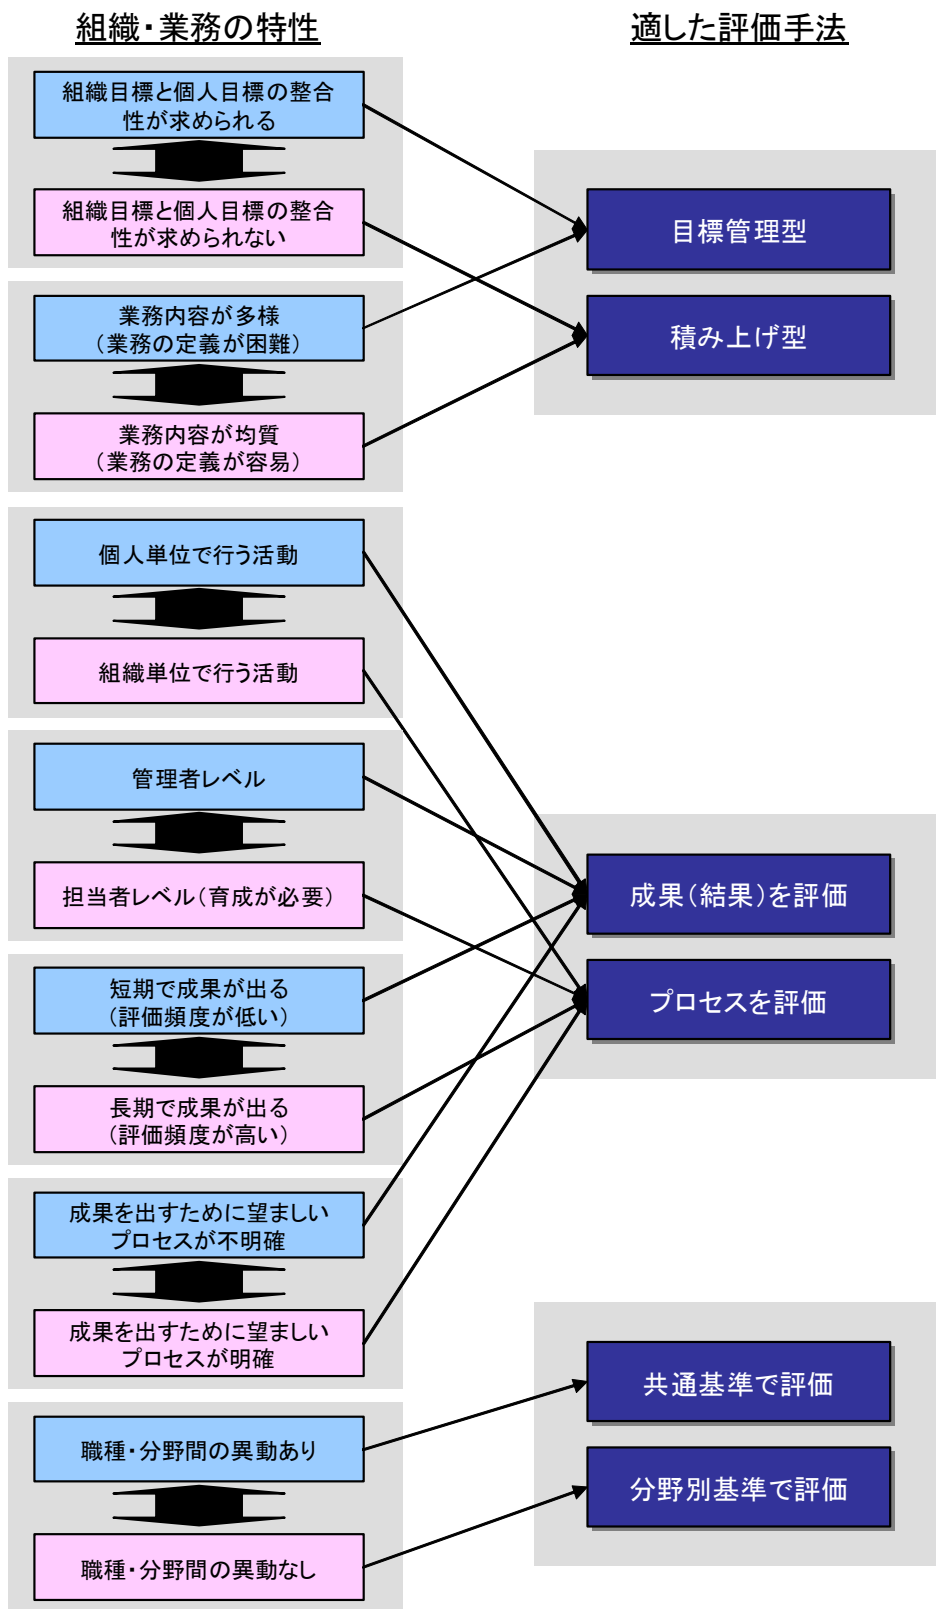 組織・業務の特性
適した評価手法
組織目標と個人目標の整合
性が求められる
組織目標と個人目標の整合
性が求められない
目標管理型
業務内容が多様
（業務の定義が困難）
積み上げ型
業務内容が均質
（業務の定義が容易）
個人単位で行う活動
組織単位で行う活動
管理者レベル
担当者レベル（育成が必要）
成果（結果）を評価
短期で成果が出る
（評価頻度が低い）
プロセスを評価
長期で成果が出る
（評価頻度が高い）
成果を出すために望ましい
プロセスが不明確
成果を出すために望ましい
プロセスが明確
共通基準で評価
職種・分野間の異動あり
分野別基準で評価
職種・分野間の異動なし